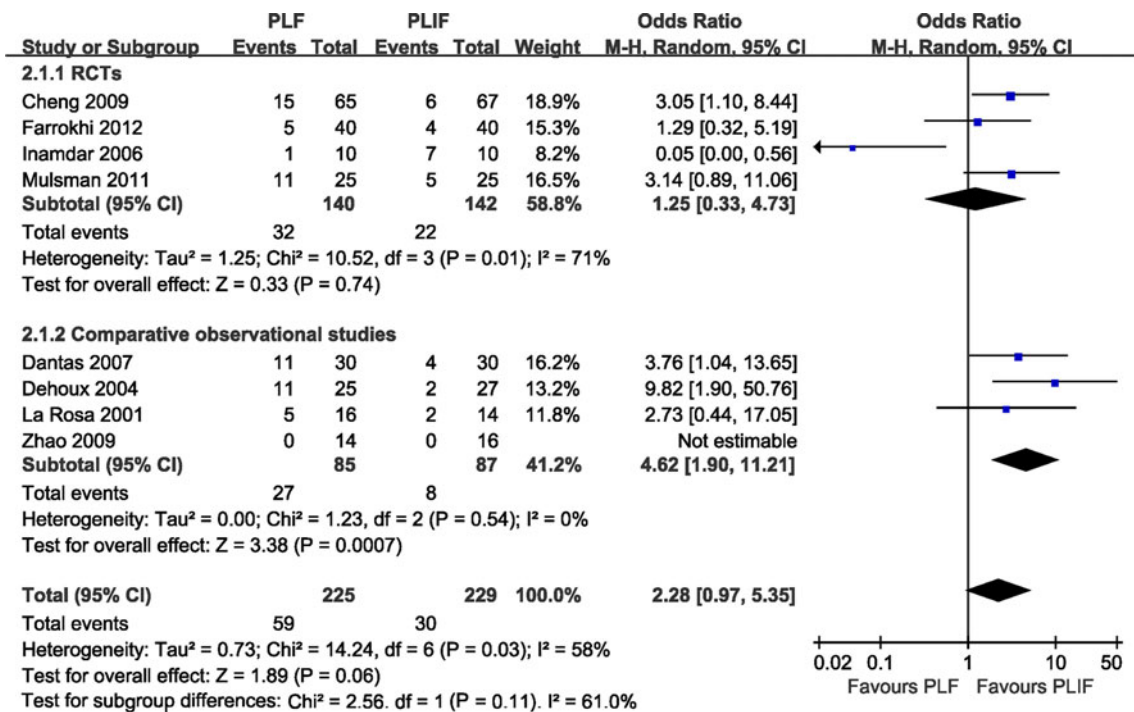 PLF PLIF Odds Ratio Odds Ratio
Study or Subgroup Events Total Events Total Weight M-H, Random, 95% CI M-H, Random, 95% CI
2.1.1 RCTs
Cheng 2009 15 65 6 67 18.9% 3.05 [1.10, 8.44]
Farrokhi 2012 5 40 4 40 15.3% 1.29 [0.32, 5.19]
Inamdar 2006 1 10 7 10 8.2% 0.05 [0.00, 0.56]
Mulsman 2011 11 25 5 25 16.5% 3.14 [0.89, 11.06]
Subtotal (95% CI) 140 142 58.8% 1.25 [0.33, 4.73]
Total events 32 22
Heterogeneity: Tau² = 1.25; Chi² = 10.52, df = 3 (P = 0.01); I² = 71%
Test for overall effect: Z = 0.33 (P = 0.74)
2.1.2 Comparative observational studies
Dantas 2007 11 30 4 30 16.2% 3.76 [1.04, 13.65]
Dehoux 2004 11 25 2 27 13.2% 9.82 [1.90, 50.76]
La Rosa 2001 5 16 2 14 11.8% 2.73 [0.44, 17.05]
Zhao 2009 0 14 0 16 Not estimable
Subtotal (95% CI) 85 87 41.2% 4.62 [1.90, 11.21]
Total events 27 8
Heterogeneity: Tau² = 0.00; Chi² = 1.23, df = 2 (P = 0.54); I² = 0%
Test for overall effect: Z = 3.38 (P = 0.0007)
Total (95% CI) 225 229 100.0% 2.28 [0.97, 5.35]
Total events 59 30
Heterogeneity: Tau² = 0.73; Chi² = 14.24, df = 6 (P = 0.03); I² = 58%
Test for overall effect: Z = 1.89 (P = 0.06)
Test for subgroup differences: Chi² = 2.56. df = 1 (P = 0.11). I² = 61.0%
0.02 0.1 1 10 50
Favours PLF Favours PLIF